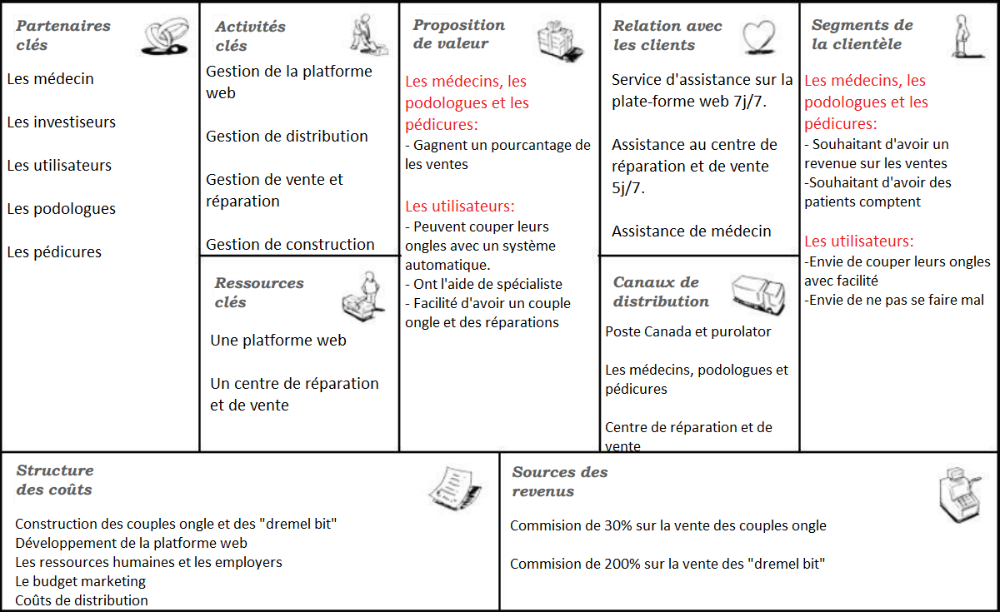 Partenaires
clés
Les médecin
Les investiseurs
Les utilisateurs
Les podologues
Les pédicures
Activités
clés
Gestion de la platforme
web
Gestion de distribution
Gestion de vente et
réparation
Gestion de construction
Ressources
clés
Une platforme web
Un centre de réparation
et de vente
Proposition
de valeur
Les médecins, les
podologues et les
pédicures:
- Gagnent un pourcantage de
les ventes
Les utilisateurs:
- Peuvent couper leurs
ongles avec un système
automatique.
- Ont l'aide de spécialiste
- Facilité d'avoir un couple
ongle et des réparations
Relation avec
les clients
Service d'assistance sur la
plate-forme web 7j/7.
Assistance au centre de
réparation et de vente
5j/7.
Assistance de médecin
Canaux de
distribution
Poste Canada et purolator
Les médecins, podologues et
pédicures
Centre de réparation et de
vente
Segments de
la clientèle
Les médecins, les
podologues et les
pédicures:
- Souhaitant d'avoir un
revenue sur les ventes
-Souhaitant d'avoir des
patients comptent
Les utilisateurs:
-Envie de couper leurs ongles
avec facilité
-Envie de ne pas se faire mal
Structure
des coûts
Construction des couples ongle et des "dremel bit"
Développement de la platforme web
Les ressources humaines et les employers
Le budget marketing
Coûts de distribution
Sources des
revenus
Commision de 30% sur la vente des couples ongle
Commision de 200% sur la vente des "dremel bit"